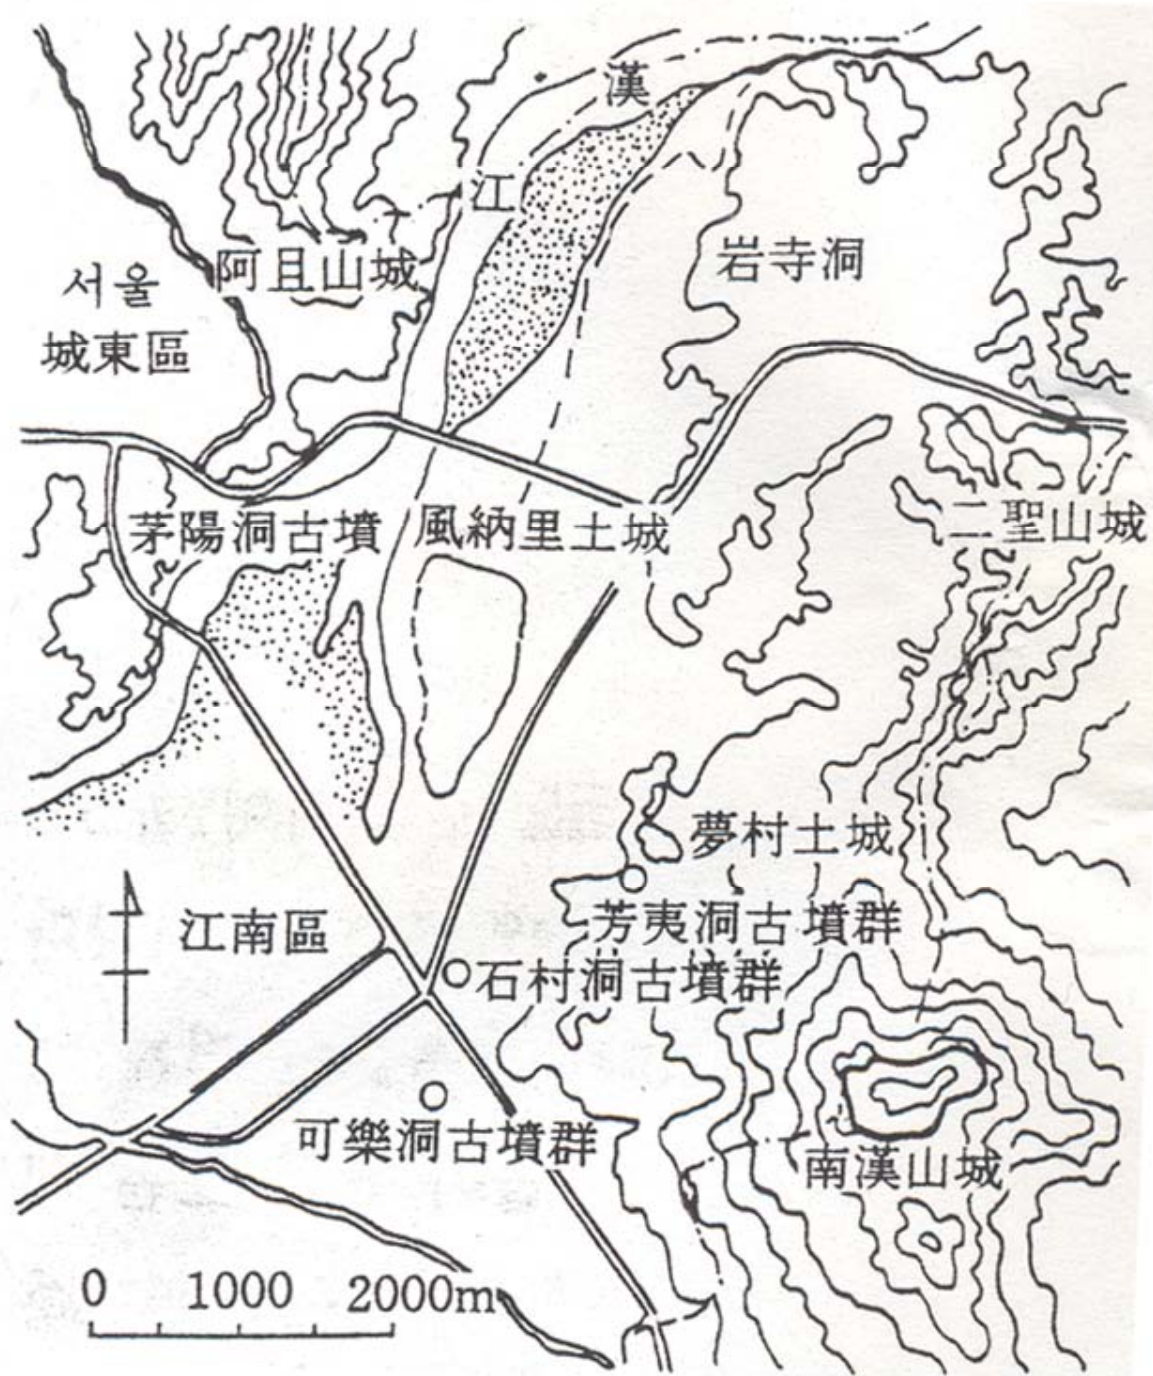 漢
江
岩寺洞
서울
阿且山城
城東區
茅陽洞古墳
風納里土城
二聖山城
夢村土城
江南區
芳夷洞古墳群
石村洞古墳群
可樂洞古墳群
南漢山城
0 1000 2000m